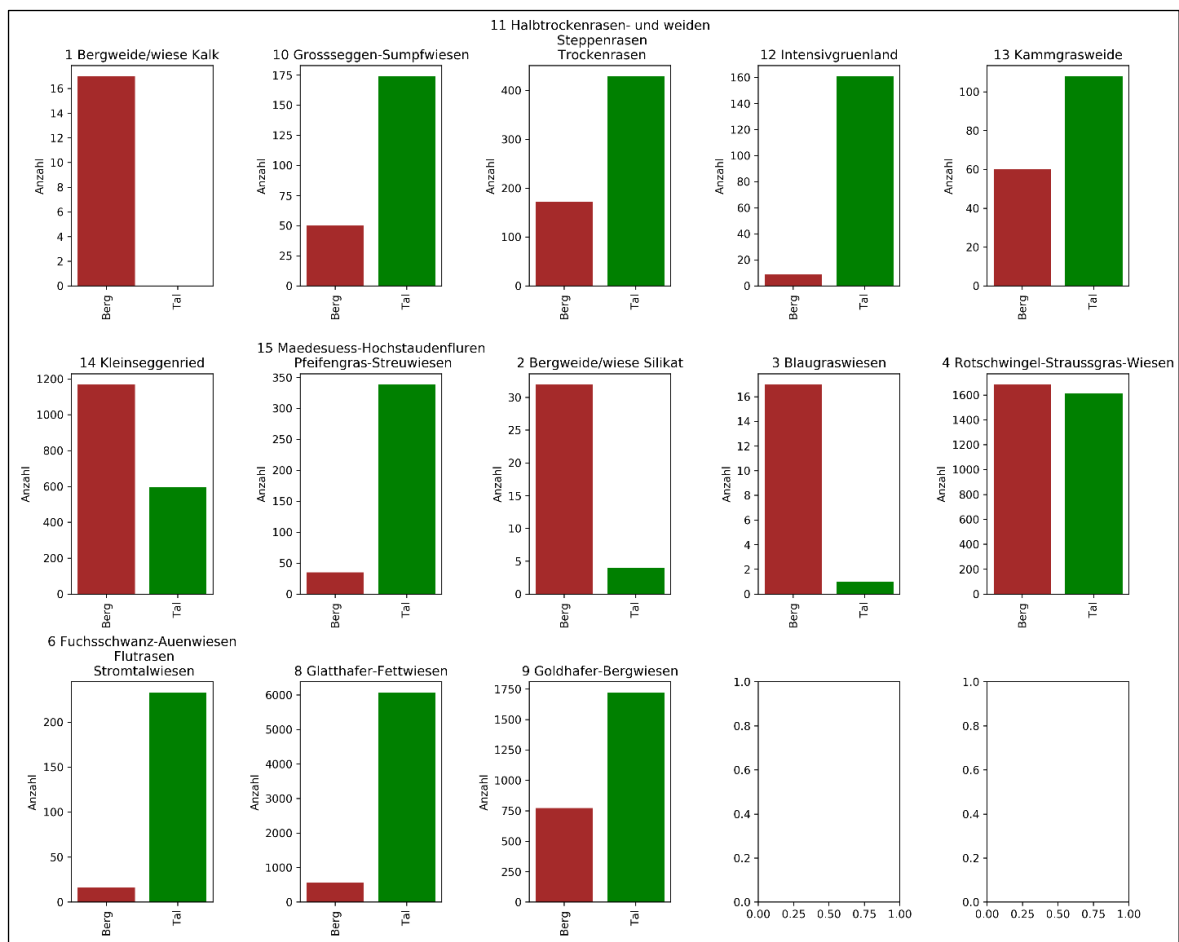 11 Halbtrockenrasen- und weiden
Steppenrasen
Trockenrasen
1 Bergweide/wiese Kalk
10 Grossseggen-Sumpfwiesen
12 Intensivgruenland
13 Kammgrasweide
Anzahl
16
14
12
10
8
6
4
2
0
Berg
Tal
Anzahl
175
150
125
100
75
50
25
0
Berg
Tal
Anzahl
400
300
200
100
0
Berg
Tal
Anzahl
160
140
120
100
80
60
40
20
0
Berg
Tal
Anzahl
100
80
60
40
20
0
Berg
Tal
14 Kleinseggenried
15 Maedesuess-Hochstaudenfluren
Pfeifengras-Streuwiesen
2 Bergweide/wiese Silikat
3 Blaugraswiesen
4 Rotschwingel-Straussgras-Wiesen
Anzahl
1200
1000
800
600
400
200
0
Berg
Tal
Anzahl
350
300
250
200
150
100
50
0
Berg
Tal
Anzahl
30
25
20
15
10
5
0
Berg
Tal
Anzahl
16
14
12
10
8
6
4
2
0
Berg
Tal
Anzahl
1600
1400
1200
1000
800
600
400
200
0
Berg
Tal
6 Fuchsschwanz-Auenwiesen
Flutrasen
Stromtalwiesen
8 Glatthafer-Fettwiesen
9 Goldhafer-Bergwiesen
Anzahl
200
150
100
50
0
Berg
Tal
Anzahl
6000
5000
4000
3000
2000
1000
0
Berg
Tal
Anzahl
1750
1500
1250
1000
750
500
250
0
Berg
Tal
1.0
0.8
0.6
0.4
0.2
0.0
0.00 0.25 0.50 0.75 1.00
1.0
0.8
0.6
0.4
0.2
0.0
0.00 0.25 0.50 0.75 1.00